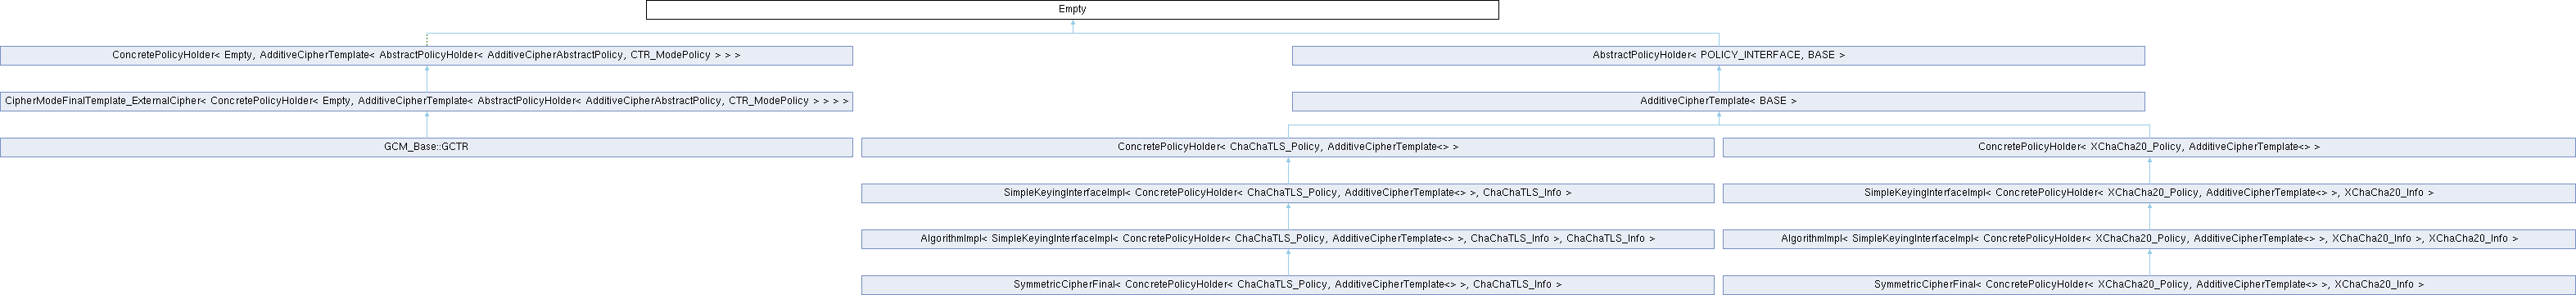 Empty
ConcretePolicyHolder< Empty, AdditiveCipherTemplate< AbstractPolicyHolder< AdditiveCipherAbstractPolicy, CTR_ModePolicy > > >
AbstractPolicyHolder< POLICY_INTERFACE, BASE >
CipherModeFinalTemplate_ExternalCipher< ConcretePolicyHolder< Empty, AdditiveCipherTemplate< AbstractPolicyHolder< AdditiveCipherAbstractPolicy, CTR_ModePolicy > > > >
AdditiveCipherTemplate< BASE >
GCM_Base::GCTR
ConcretePolicyHolder< ChaChaTLS_Policy, AdditiveCipherTemplate<> >
ConcretePolicyHolder< XChaCha20_Policy, AdditiveCipherTemplate<> >
SimpleKeyingInterfaceImpl< ConcretePolicyHolder< ChaChaTLS_Policy, AdditiveCipherTemplate<> >, ChaChaTLS_Info >
SimpleKeyingInterfaceImpl< ConcretePolicyHolder< XChaCha20_Policy, AdditiveCipherTemplate<> >, XChaCha20_Info >
AlgorithmImpl< SimpleKeyingInterfaceImpl< ConcretePolicyHolder< ChaChaTLS_Policy, AdditiveCipherTemplate<> >, ChaChaTLS_Info >, ChaChaTLS_Info >
AlgorithmImpl< SimpleKeyingInterfaceImpl< ConcretePolicyHolder< XChaCha20_Policy, AdditiveCipherTemplate<> >, XChaCha20_Info >, XChaCha20_Info >
SymmetricCipherFinal< ConcretePolicyHolder< ChaChaTLS_Policy, AdditiveCipherTemplate<> >, ChaChaTLS_Info >
SymmetricCipherFinal< ConcretePolicyHolder< XChaCha20_Policy, AdditiveCipherTemplate<> >, XChaCha20_Info >